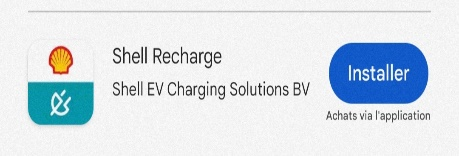 Shell Recharge
Shell EV Charging Solutions BV
Installer
Achats via l'application